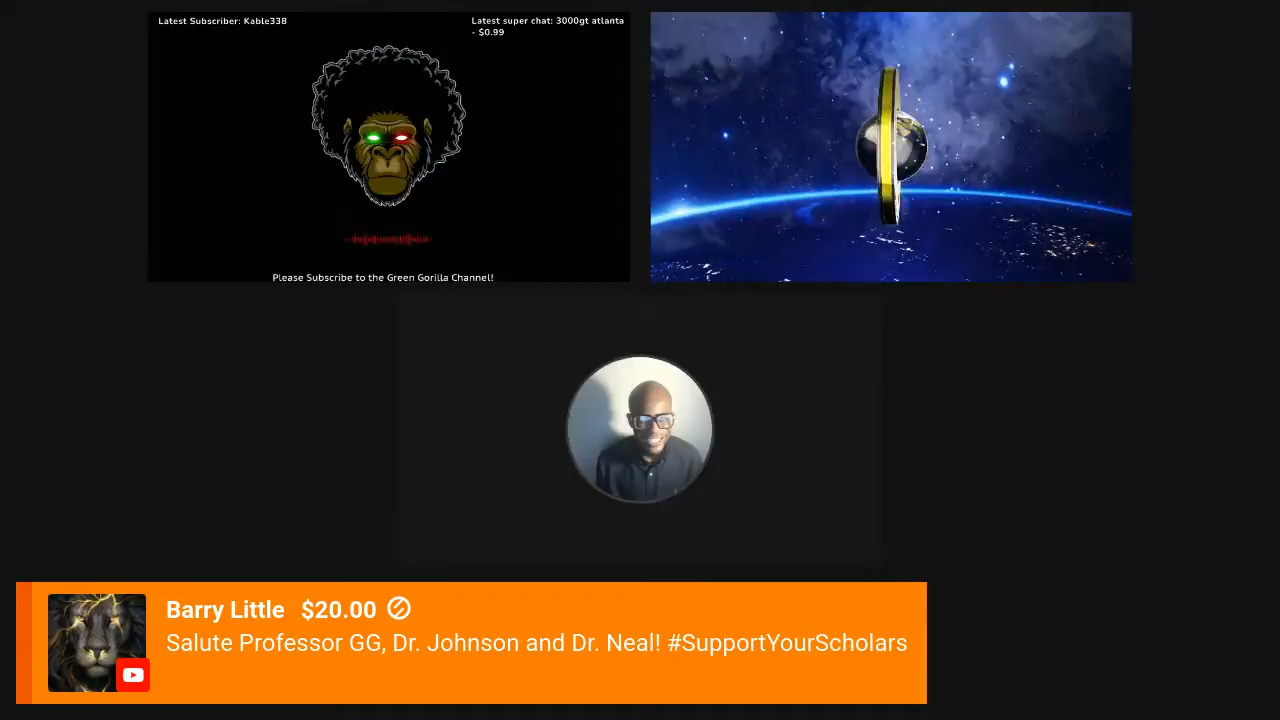 Latest Subscriber: Kable338
Latest super chat: 3000gt atlanta
- $0.99
Please Subscribe to the Green Gorilla Channel!
Barry Little $20.00
Salute Professor GG, Dr. Johnson and Dr. Neal! #SupportYourScholars